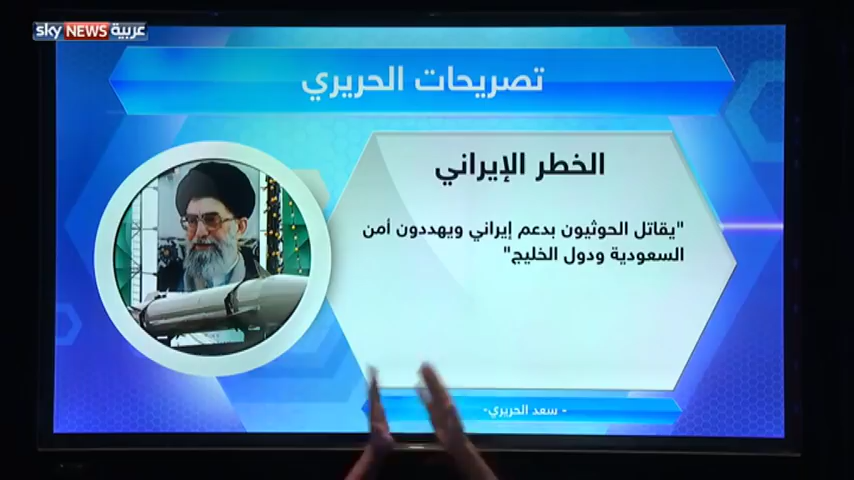 sky NEWS عربية
تصريحات الحريري
الخطر الإيراني
"يقاتل الحوثيون بدعم إيراني ويهددون أمن
السعودية ودول الخليج"
- سعد الحريري-